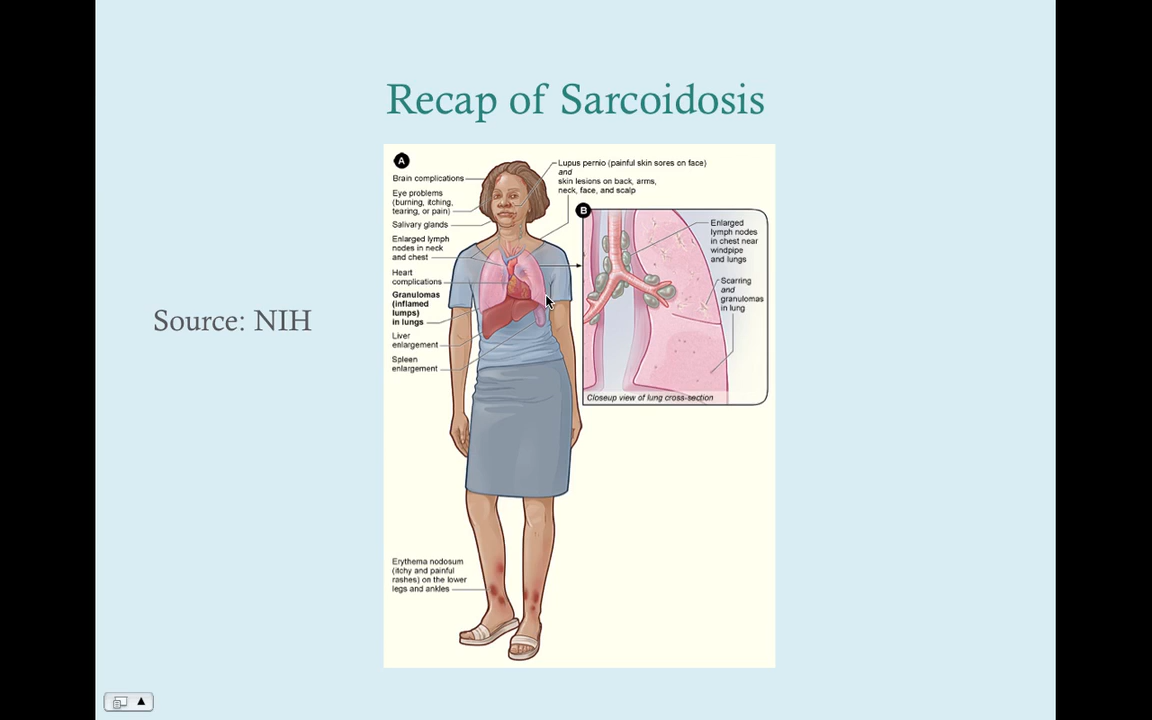 Recap of Sarcoidosis
Source: NIH
A
Brain complications
Eye problems
(burning, itching,
tearing, or pain)
Salivary glands
Enlarged lymph
nodes in neck
and chest
Heart
complications
Granulomas
(inflamed
lumps)
in lungs
Liver
enlargement
Spleen
enlargement
Erythema nodosum
(itchy and painful
rashes) on the lower
legs and ankles
Lupus pernio (painful skin sores on face)
and
skin lesions on back, arms,
neck, face, and scalp
B
Enlarged
lymph nodes
in chest near
windpipe
and lungs
Scarring
and
granulomas
in lung
Closeup view of lung cross-section